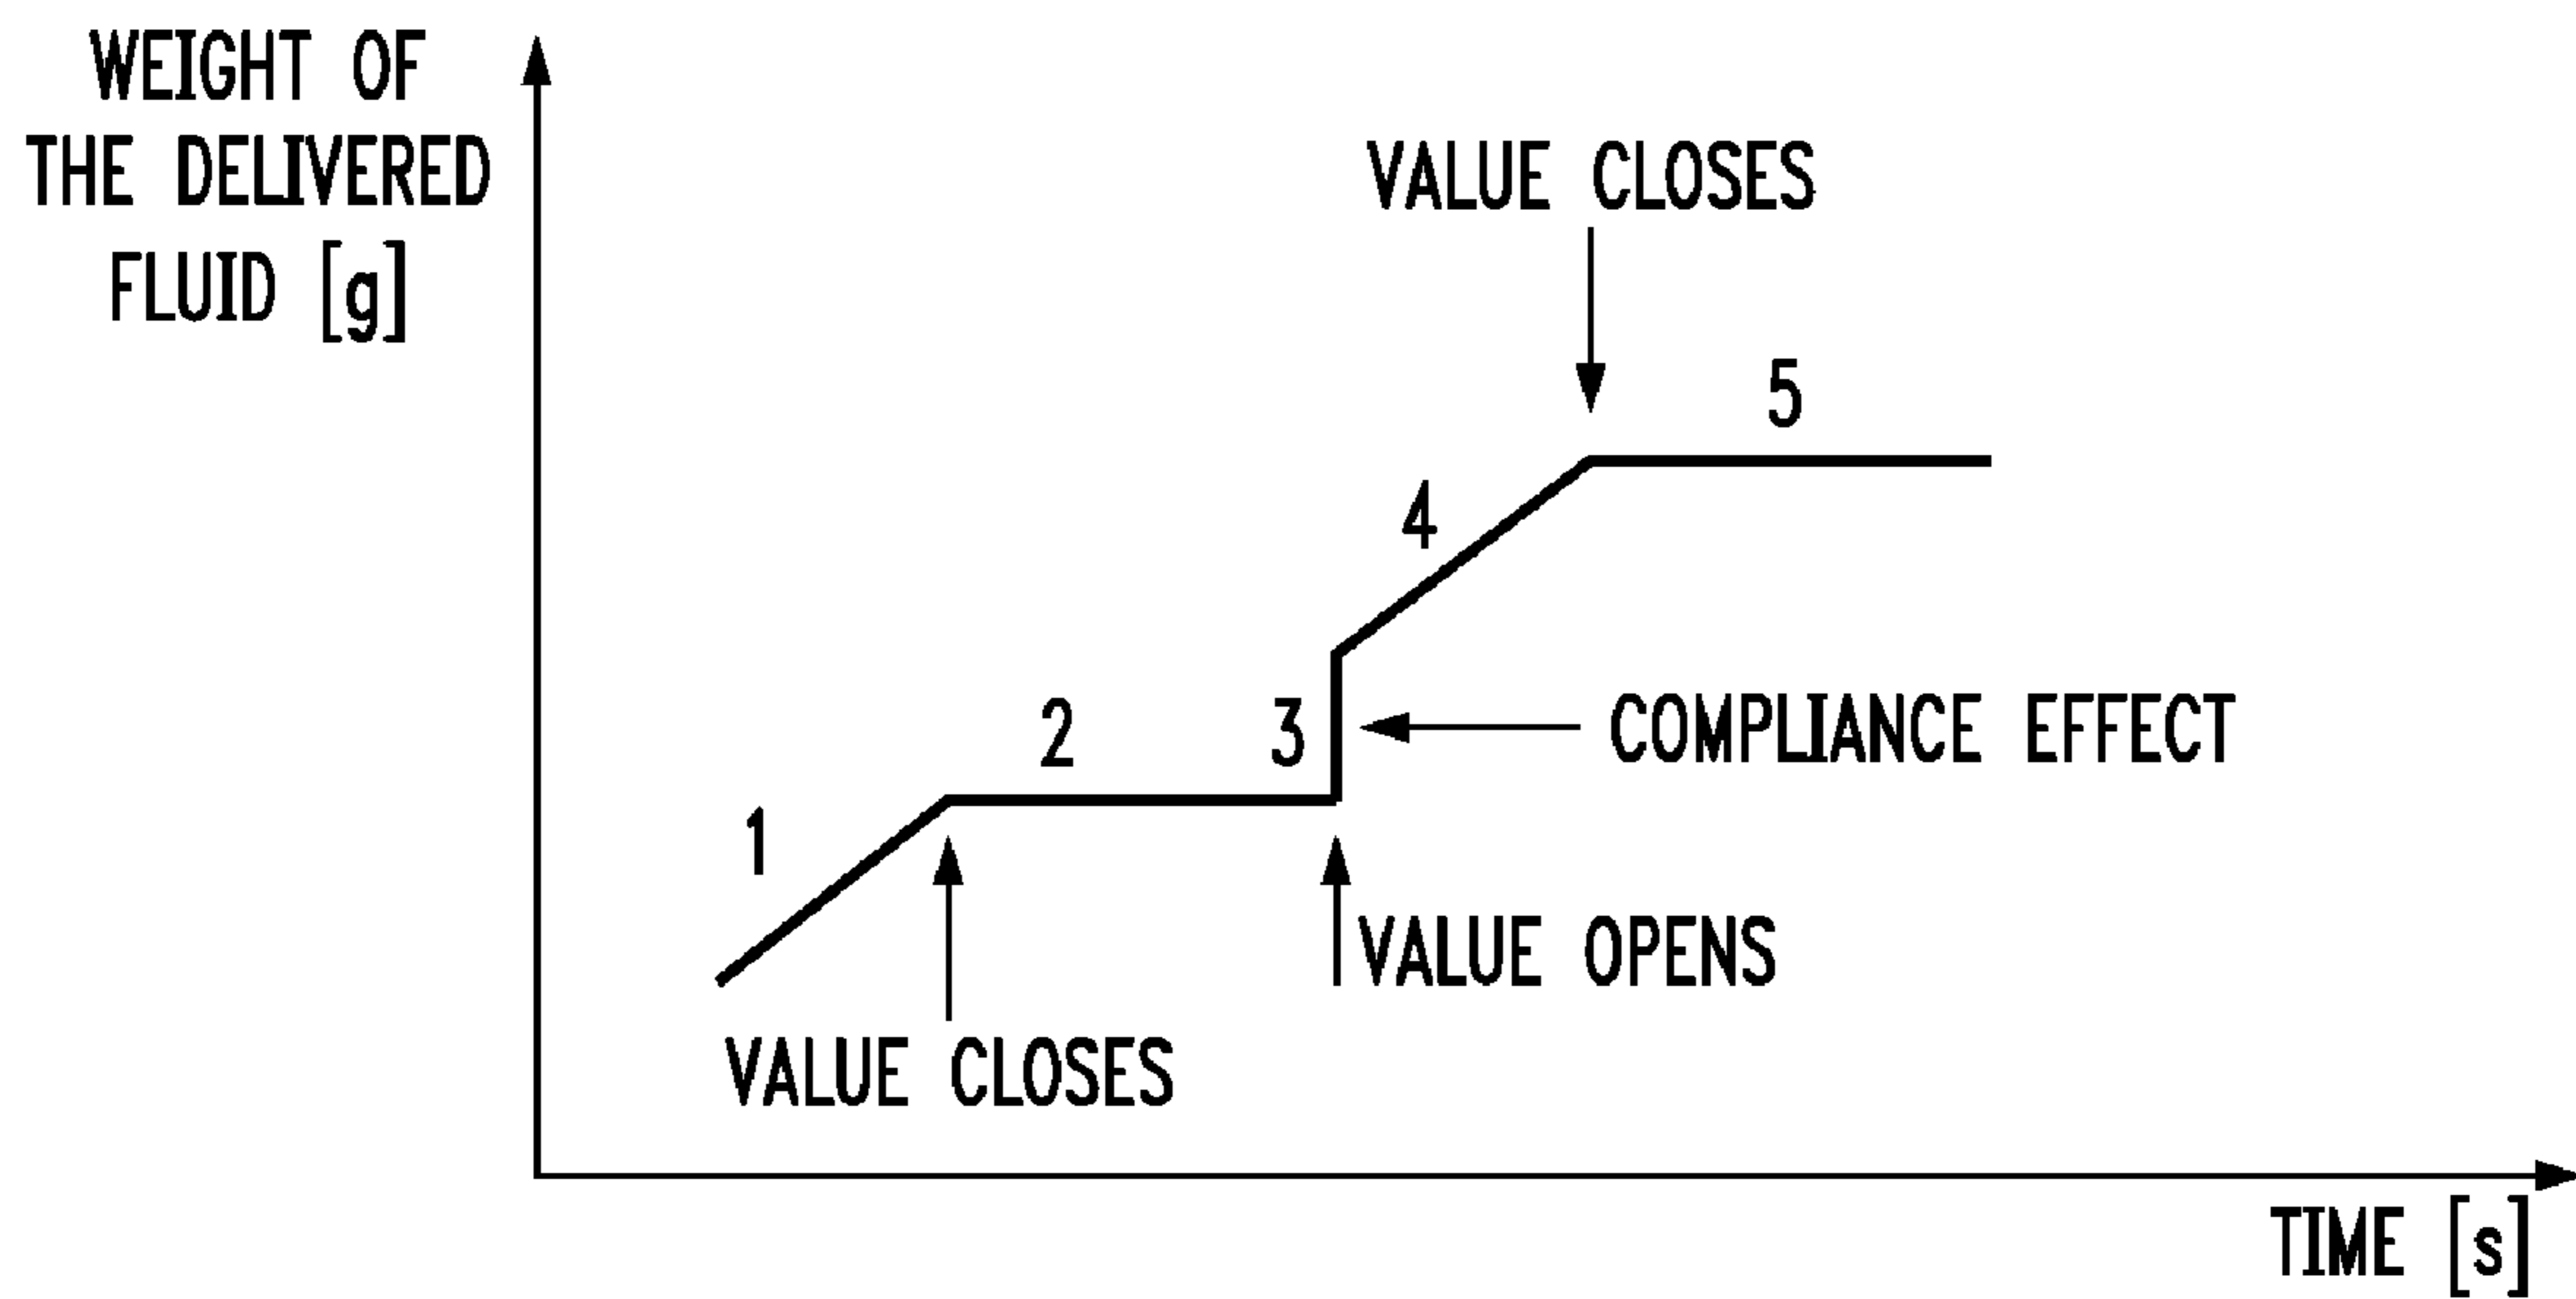 WEIGHT OF
THE DELIVERED
FLUID [g]
VALUE CLOSES
5
4
2
3
COMPLIANCE EFFECT
1
VALUE OPENS
VALUE CLOSES
TIME [s]